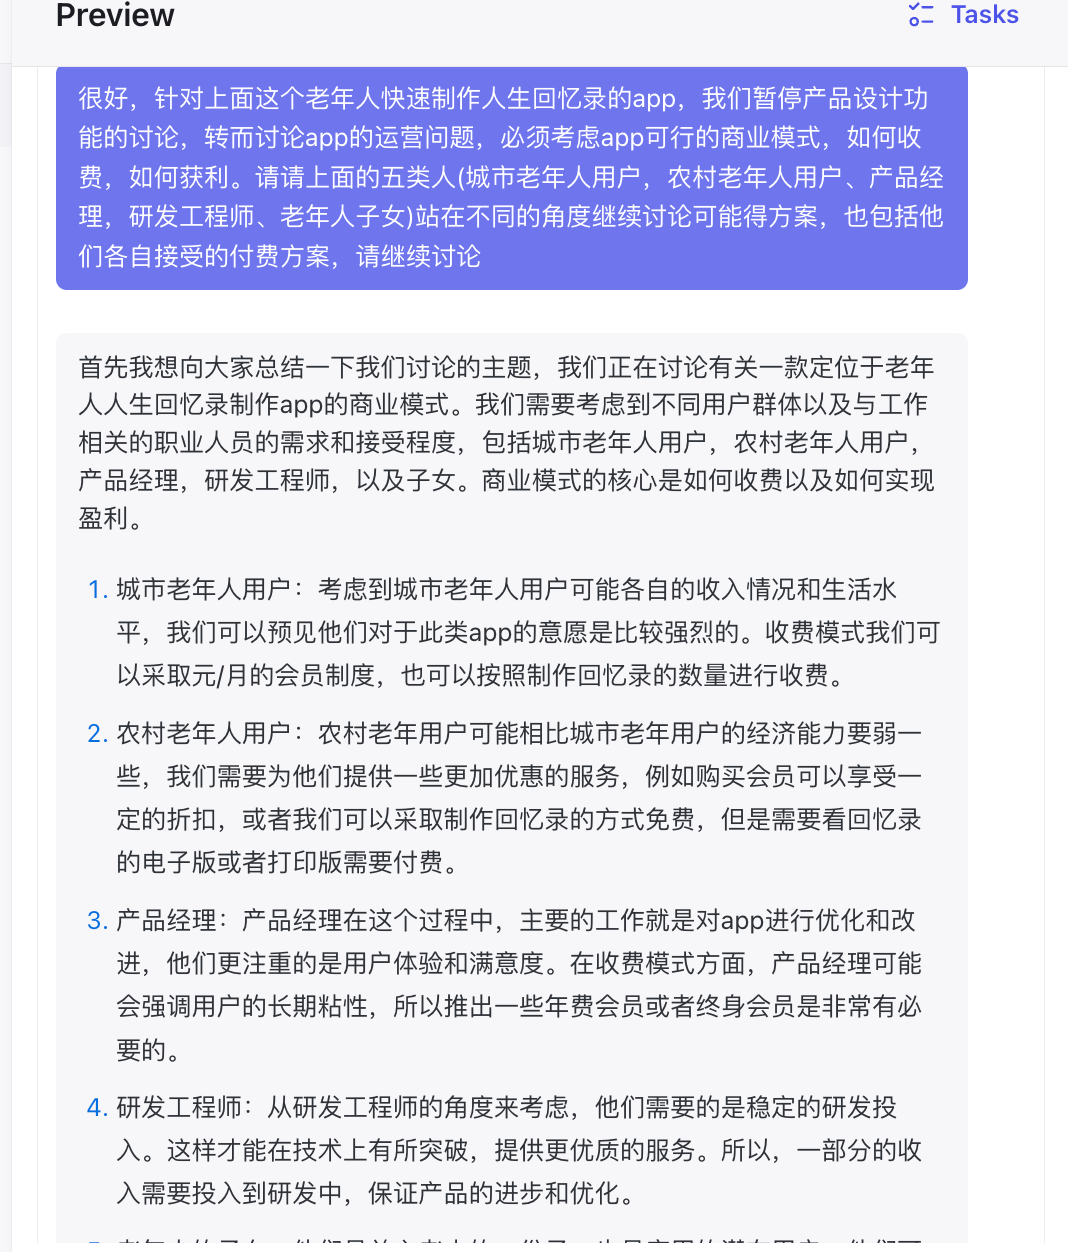 Preview
Tasks
很好，针对上面这个老年人快速制作人生回忆录的app，我们暂停产品设计功
能的讨论，转而讨论app的运营问题，必须考虑app可行的商业模式，如何收
费，如何获利。请请上面的五类人(城市老年人用户，农村老年人用户、产品经
理，研发工程师、老年人子女)站在不同的角度继续讨论可能得方案，也包括他
们各自接受的付费方案，请继续讨论
首先我想向大家总结一下我们讨论的主题，我们正在讨论有关一款定位于老年
人人生回忆录制作app的商业模式。我们需要考虑到不同用户群体以及与工作
相关的职业人员的需求和接受程度，包括城市老年人用户，农村老年人用户，
产品经理，研发工程师，以及子女。商业模式的核心是如何收费以及如何实现
盈利。
1. 城市老年人用户：考虑到城市老年人用户可能各自的收入情况和生活水
平，我们可以预见他们对于此类app的意愿是比较强烈的。收费模式我们可
以采取元/月的会员制度，也可以按照制作回忆录的数量进行收费。
2. 农村老年人用户：农村老年用户可能相比城市老年用户的经济能力要弱一
些，我们需要为他们提供一些更加优惠的服务，例如购买会员可以享受一
定的折扣，或者我们可以采取制作回忆录的方式免费，但是需要看回忆录
的电子版或者打印版需要付费。
3. 产品经理：产品经理在这个过程中，主要的工作就是对app进行优化和改
进，他们更注重的是用户体验和满意度。在收费模式方面，产品经理可能
会强调用户的长期粘性，所以推出一些年费会员或者终身会员是非常有必
要的。
4. 研发工程师：从研发工程师的角度来考虑，他们需要的是稳定的研发投
入。这样才能在技术上有所突破，提供更优质的服务。所以，一部分的收
入需要投入到研发中，保证产品的进步和优化。